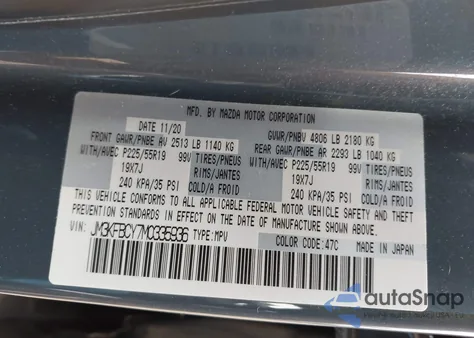 MFD. BY MAZDA MOTOR CORPORATION
DATE 11/20 GVWR/PNBV 4806 LB 2180 KG
FRONT GAWR/PNBE AV 2513 LB 1140 KG REAR GAWR/PNBE AR 2293 LB 1040 KG
WITH/AVEC P225/55R19 99V TIRES/PNEUS WITH/AVEC P225/55R19 99V TIRES/PNEUS
19X7J RIMS/JANTES 19X7J RIMS/JANTES
240 KPA/35 PSI COLD/A FROID 240 KPA/35 PSI COLD/A FROID
THIS VEHICLE CONFORMS TO ALL APPLICABLE FEDERAL MOTOR VEHICLE SAFETY AND THEFT
PREVENTION STANDARDS IN EFFECT ON THE DATE OF MANUFACTURE SHOWN ABOVE.
VIN: JM3KFBCY7M0335936 TYPE: MPV COLOR CODE: 47C MADE IN JAPAN
autoSnap